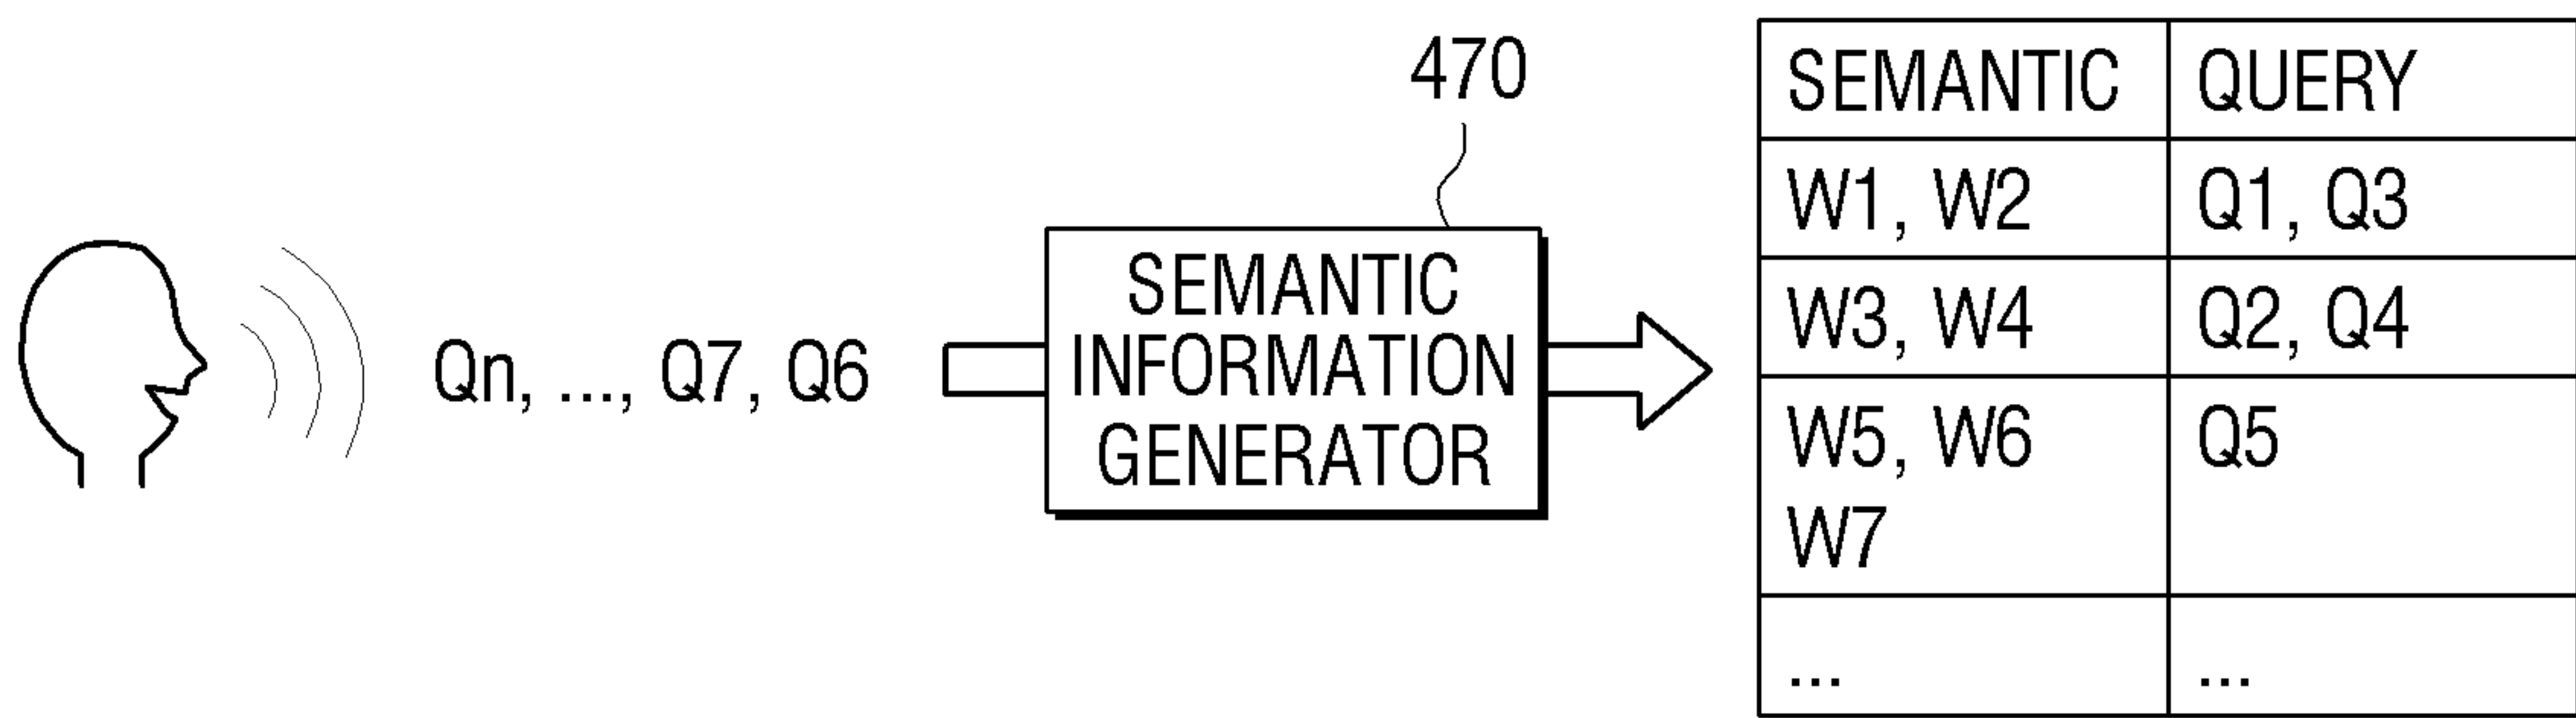 470
Qn, ..., Q7, Q6
SEMANTIC
INFORMATION
GENERATOR
SEMANTIC QUERY
W1, W2 Q1, Q3
W3, W4 Q2, Q4
W5, W6 Q5
W7
... ...